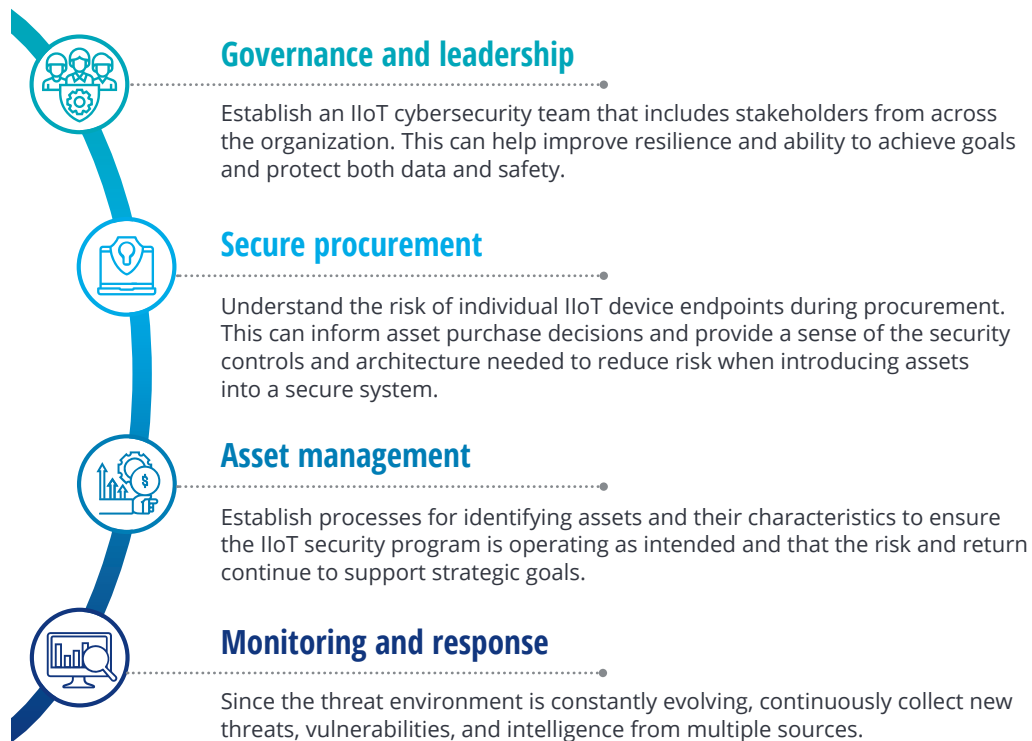 Governance and leadership
Establish an IIoT cybersecurity team that includes stakeholders from across
the organization. This can help improve resilience and ability to achieve goals
and protect both data and safety.
Secure procurement
Understand the risk of individual IIoT device endpoints during procurement.
This can inform asset purchase decisions and provide a sense of the security
controls and architecture needed to reduce risk when introducing assets
into a secure system.
Asset management
$
Establish processes for identifying assets and their characteristics to ensure
the IIoT security program is operating as intended and that the risk and return
continue to support strategic goals.
Monitoring and response
Since the threat environment is constantly evolving, continuously collect new
threats, vulnerabilities, and intelligence from multiple sources.